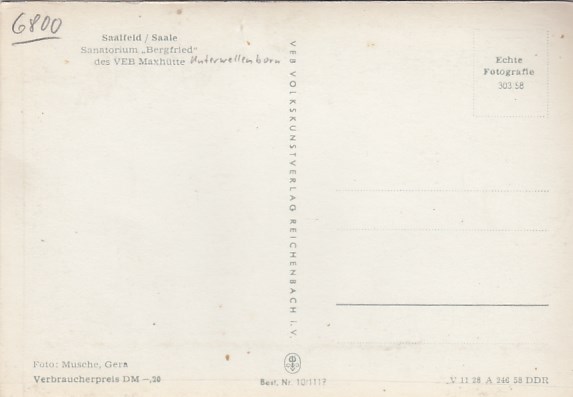 6800
Saalfeld / Saale
Sanatorium „Bergfried“
des VEB Maxhütte Unterwellenborn
VEB VOLKSKUNSTVERLAG REICHENBACH I. V.
Echte
Fotografie
303 58
Foto: Musche, Gera
Verbraucherpreis DM —,20
Best. Nr. 10/1117
V 11 28 A 246 58 DDR